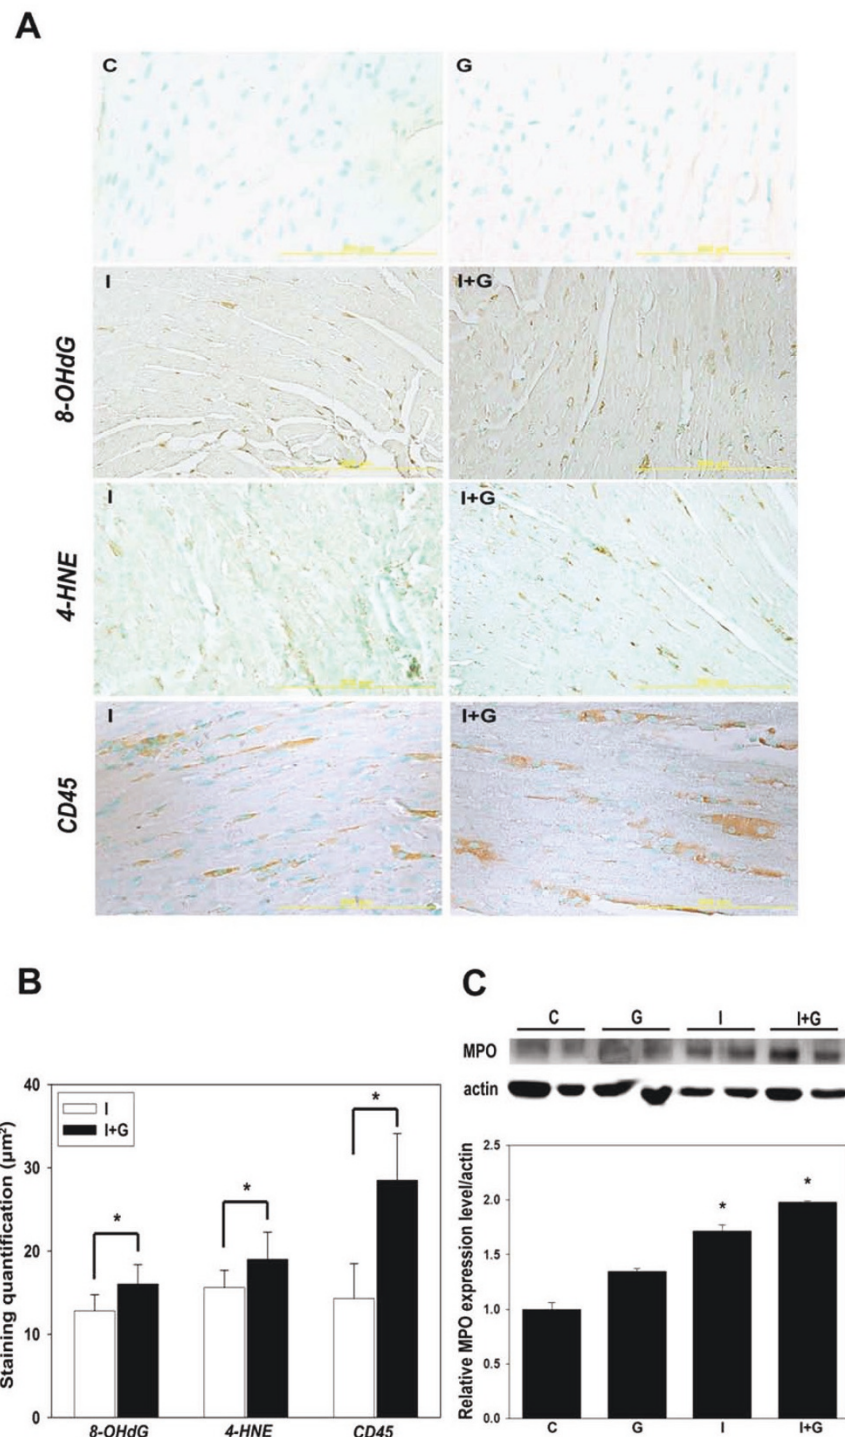 A
C
G
I
I+G
8-OHdG
I
I+G
4-HNE
I
I+G
CD45
B
40
30
20
10
0
Staining quantification (µm²)
I
I+G
*
*
*
8-OHdG
4-HNE
CD45
C
C G I I+G
MPO
actin
2.5
2.0
1.5
1.0
0.5
0.0
Relative MPO expression level/actin
*
*
C G I I+G